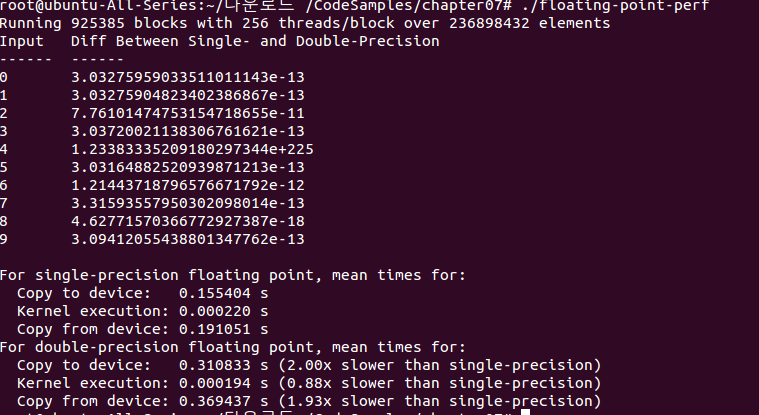 root@ubuntu-All-Series:~/다운로드 /CodeSamples/chapter07# ./floating-point-perf
Running 925385 blocks with 256 threads/block over 236898432 elements
Input   Diff Between Single- and Double-Precision
------  ------
0       3.03275959033511011143e-13
1       3.03275904823402386867e-13
2       7.76101474753154718655e-11
3       3.03720021138306761621e-13
4       1.23383335209180297344e+225
5       3.03164882520939871213e-13
6       1.21443718796576671792e-12
7       3.31593557950302098014e-13
8       4.62771570366772927387e-18
9       3.09412055438801347762e-13
For single-precision floating point, mean times for:
  Copy to device:   0.155404 s
  Kernel execution: 0.000220 s
  Copy from device: 0.191051 s
For double-precision floating point, mean times for:
  Copy to device:   0.310833 s (2.00x slower than single-precision)
  Kernel execution: 0.000194 s (0.88x slower than single-precision)
  Copy from device: 0.369437 s (1.93x slower than single-precision)